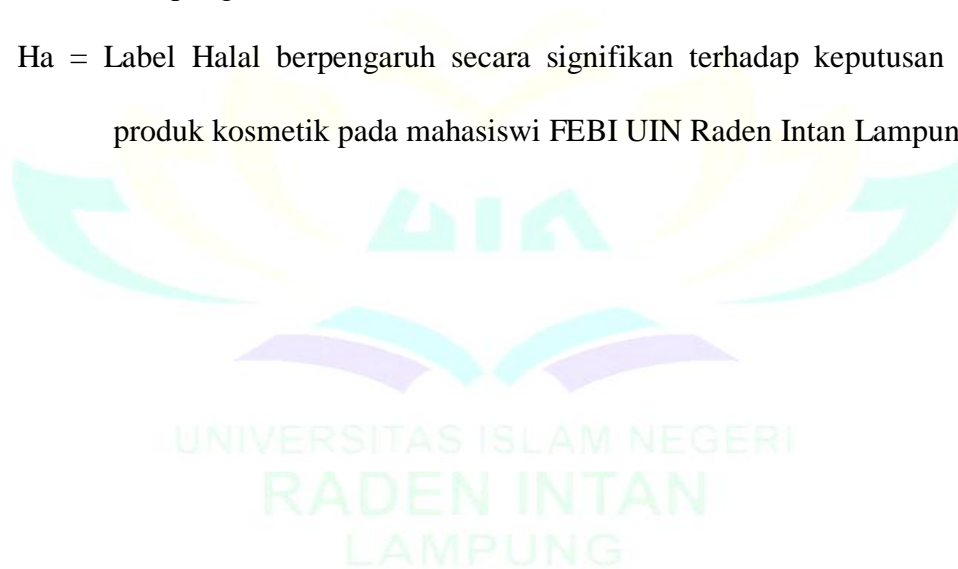 Ha = Label Halal berpengaruh secara signifikan terhadap keputusan
produk kosmetik pada mahasiswi FEBI UIN Raden Intan Lampun
UIN
UNIVERSITAS ISLAM NEGERI
RADEN INTAN
LAMPUNG